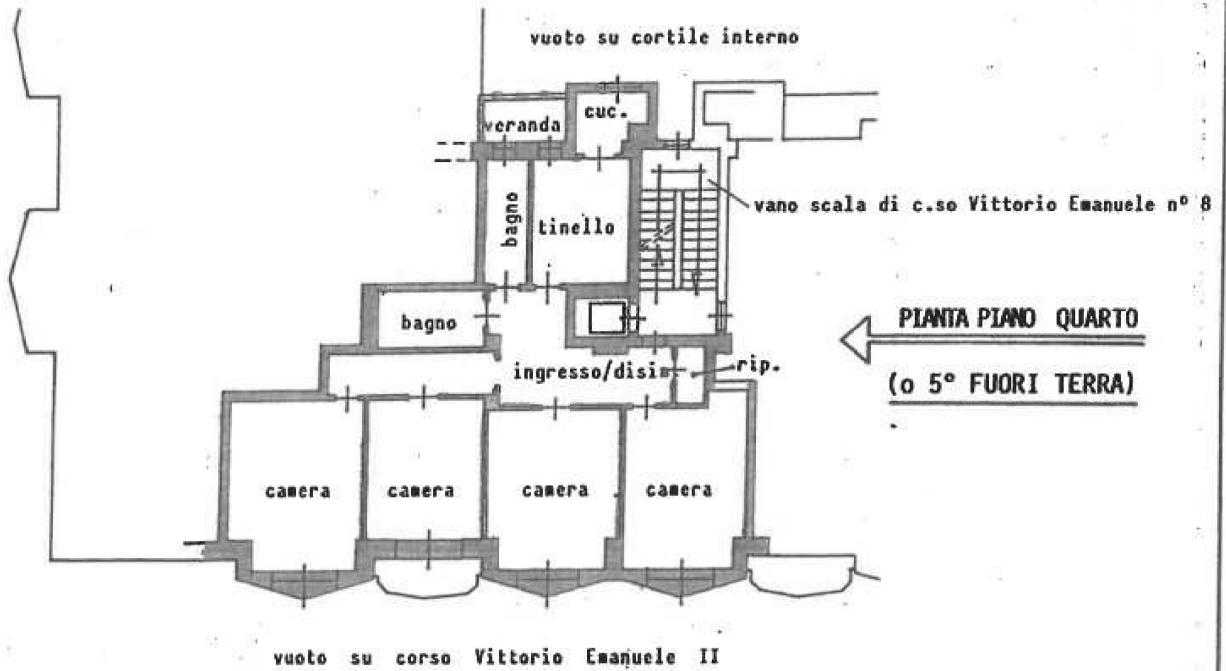 vuoto su cortile interno
cuc.
veranda
vano scala di c.so Vittorio Emanuele n° 8
bagno
tinello
bagno
PIANTA PIANO QUARTO
(o 5° FUORI TERRA)
ingresso/disim
rip.
camera
camera
camera
camera
vuoto su corso Vittorio Emanuele II